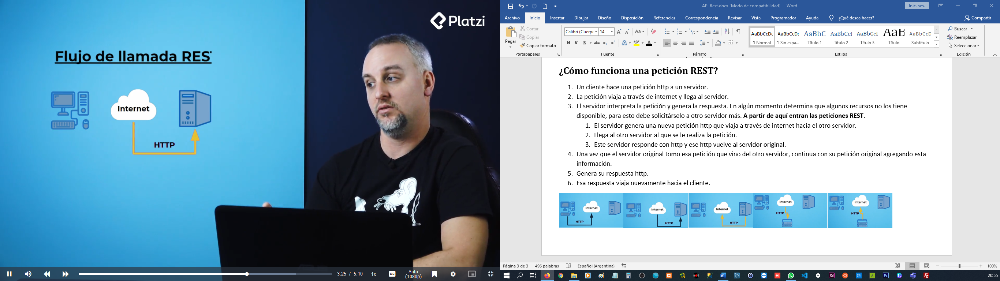 Platzi
Flujo de llamada RES
Internet
HTTP
3:25 / 5:10
1x
CC
Auto
(1080p)
API Rest.docx [Modo de compatibilidad] - Word
Inic. ses.
Archivo Inicio Insertar Dibujar Diseño Disposición Referencias Correspondencia Revisar Vista Programador Ayuda ¿Qué desea hacer? Compartir
Pegar
Cortar
Copiar
Copiar formato
Portapapeles
Calibri (Cuerpo 14
N K S abc x₂ x²
Fuente
Párrafo
AaBbCcDc AaBbCcDc AaBbC AaBbCc AaBbCcD AaB AaBbCcD
¶ Normal ¶ Sin espa... Título 1 Título 2 Título 3 Título Subtítulo
Estilos
Buscar
Reemplazar
Seleccionar
Edición
¿Cómo funciona una petición REST?
1. Un cliente hace una petición http a un servidor.
2. La petición viaja a través de internet y llega al servidor.
3. El servidor interpreta la petición y genera la respuesta. En algún momento determina que algunos recursos no los tiene
disponible, para esto debe solicitárselo a otro servidor más. A partir de aquí entran las peticiones REST.
1. El servidor genera una nueva petición http que viaja a través de internet hacia el otro servidor.
2. Llega al otro servidor al que se le realiza la petición.
3. Este servidor responde con http y ese http vuelve al servidor original.
4. Una vez que el servidor original tomo esa petición que vino del otro servidor, continua con su petición original agregando esta
información.
5. Genera su respuesta http.
6. Esa respuesta viaja nuevamente hacia el cliente.
Internet HTTP
Internet HTTP
Internet HTTP
Internet HTTP
Internet HTTP
Página 3 de 3 496 palabras Español (Argentina) 100%
20:53